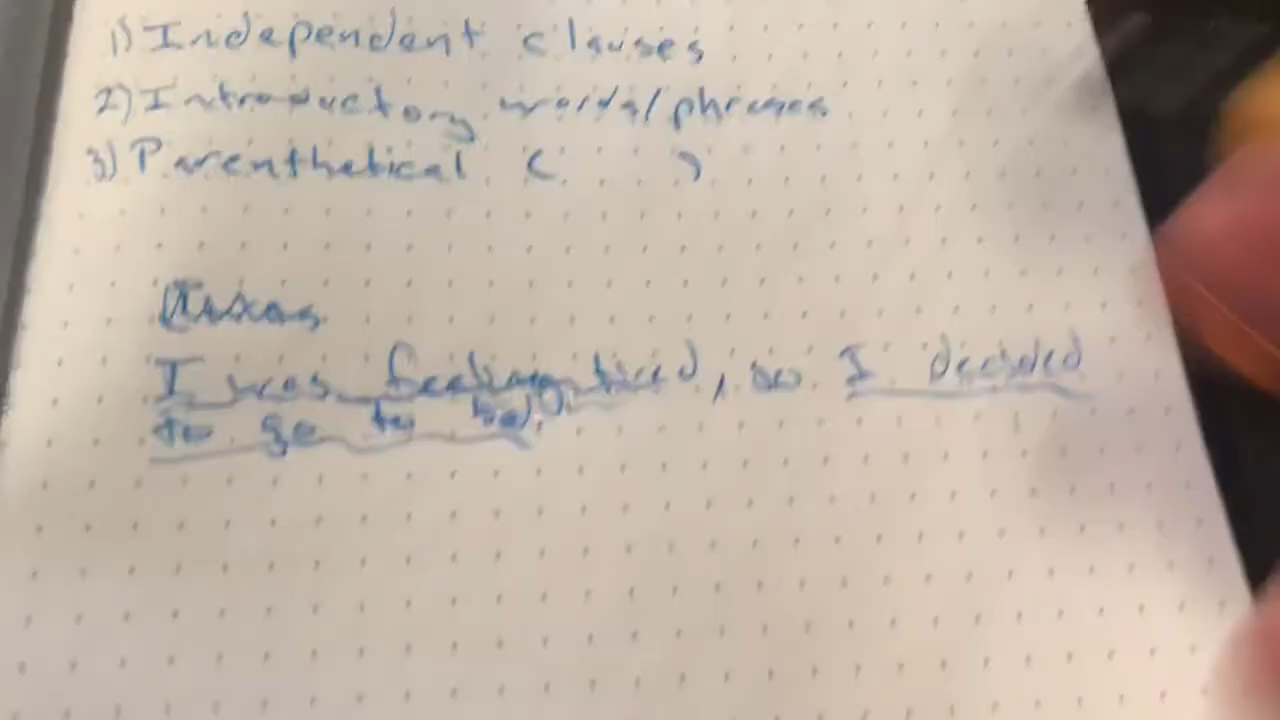 1) Independent clauses
2) Introductory words/phrases
3) Parenthetical ( )
I was feeling tired, so I decided
to go to bed.